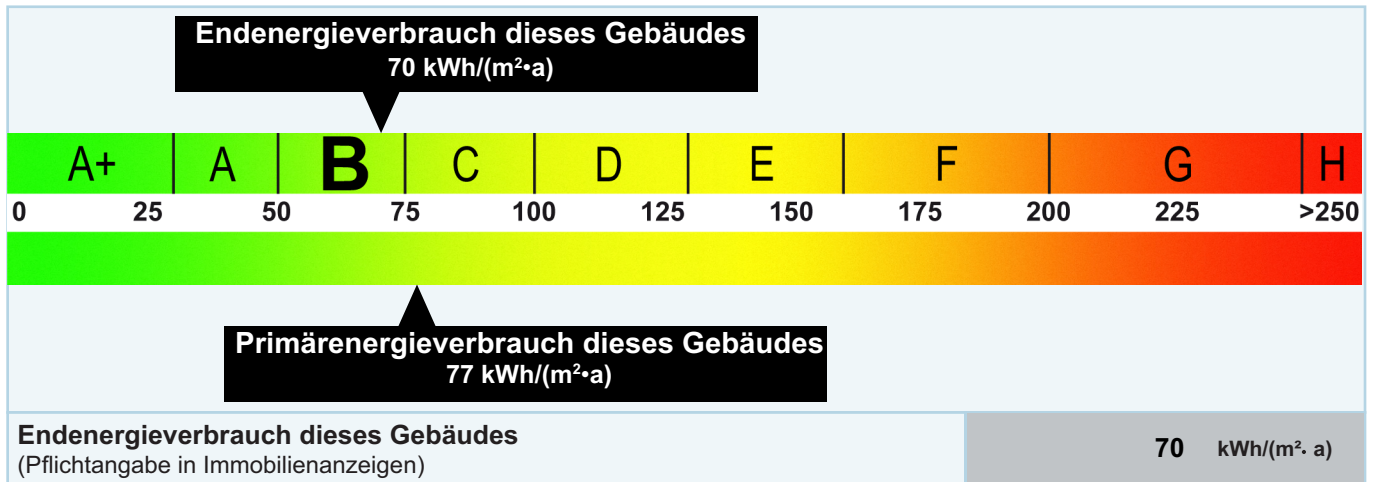 Endenergieverbrauch dieses Gebäudes
70 kWh/(m²•a)
A+ A B C D E F G H
0 25 50 75 100 125 150 175 200 225 >250
Primärenergieverbrauch dieses Gebäudes
77 kWh/(m²•a)
Endenergieverbrauch dieses Gebäudes
(Pflichtangabe in Immobilienanzeigen)
70 kWh/(m²· a)